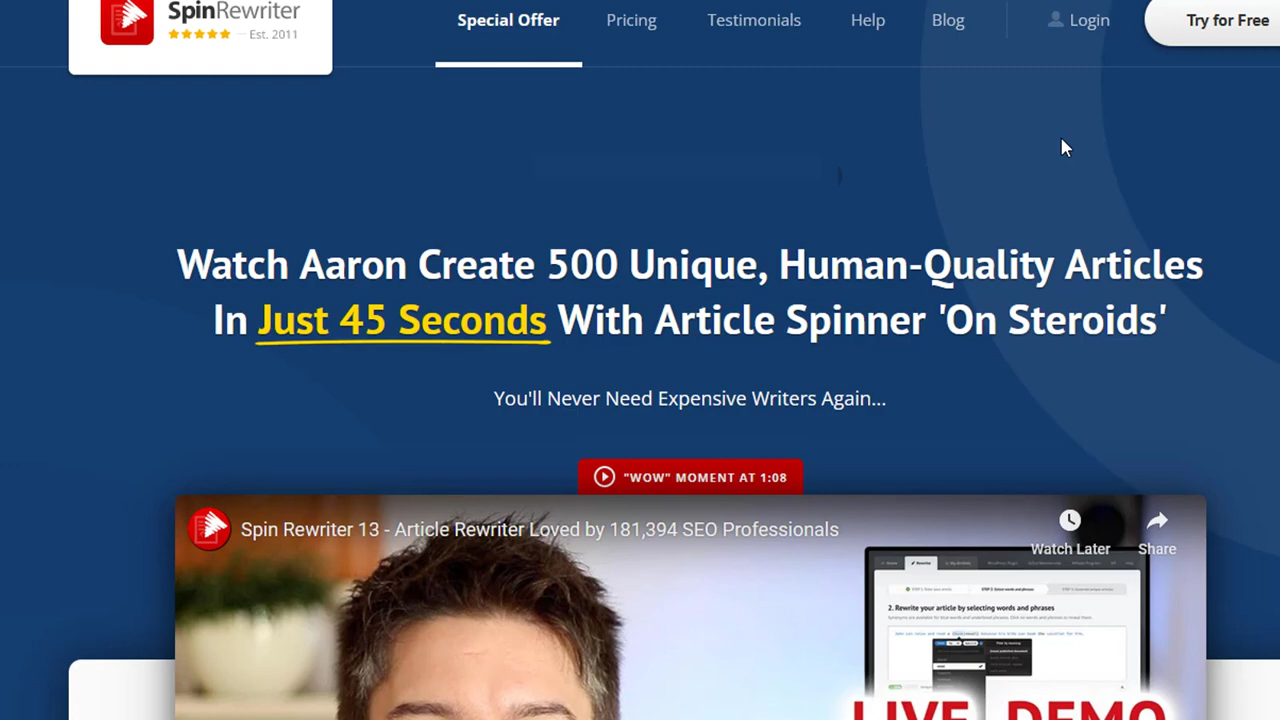 SpinRewriter
Est. 2011
Special Offer
Pricing
Testimonials
Help
Blog
Login
Try for Free
Watch Aaron Create 500 Unique, Human-Quality Articles
In Just 45 Seconds With Article Spinner 'On Steroids'
You'll Never Need Expensive Writers Again...
"WOW" MOMENT AT 1:08
Spin Rewriter 13 - Article Rewriter Loved by 181,394 SEO Professionals
Watch Later
Share
2. Rewrite your article by selecting words and phrases
LIVE DEMO